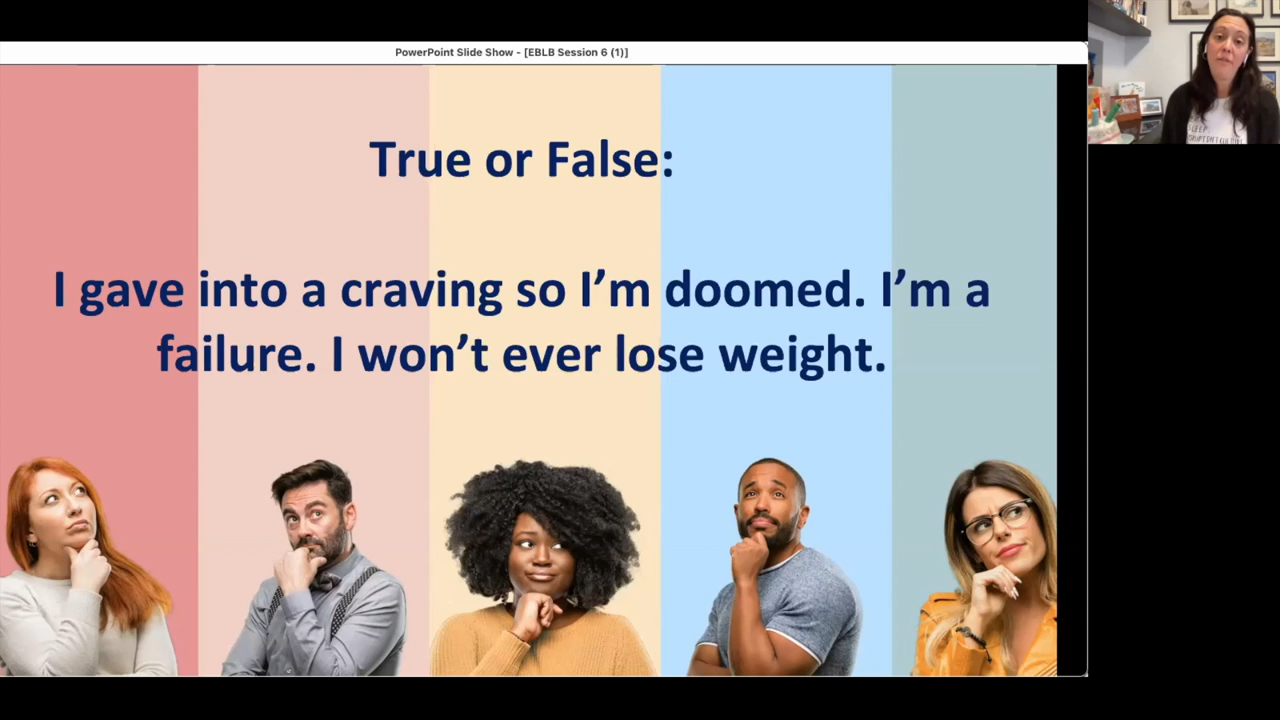 PowerPoint Slide Show - [EBLB Session 6 (1)]
True or False:
I gave into a craving so I’m doomed. I’m a
failure. I won’t ever lose weight.